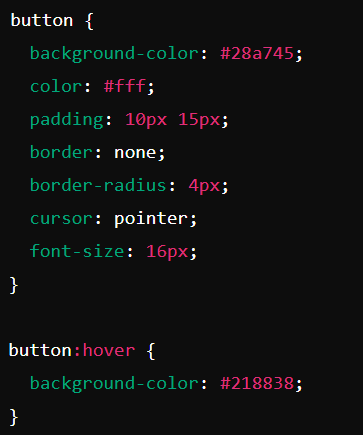 button {
  background-color: #28a745;
  color: #fff;
  padding: 10px 15px;
  border: none;
  border-radius: 4px;
  cursor: pointer;
  font-size: 16px;
}

button:hover {
  background-color: #218838;
}